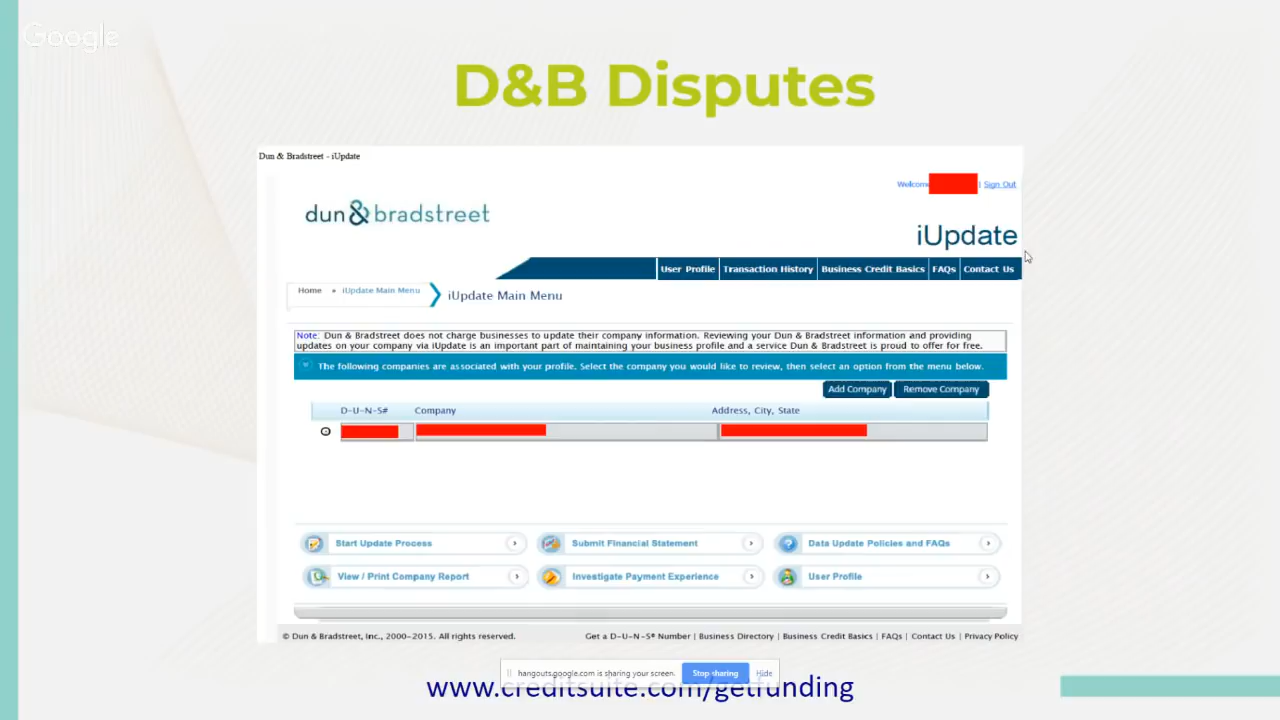 Google
D&B Disputes
Dun & Bradstreet - iUpdate
Welcome | Sign Out
dun & bradstreet
iUpdate
User Profile | Transaction History | Business Credit Basics | FAQs | Contact Us
Home • iUpdate Main Menu iUpdate Main Menu
Note: Dun & Bradstreet does not charge businesses to update their company information. Reviewing your Dun & Bradstreet information and providing
updates on your company via iUpdate is an important part of maintaining your business profile and a service Dun & Bradstreet is proud to offer for free.
The following companies are associated with your profile. Select the company you would like to review, then select an option from the menu below.
Add Company Remove Company
D-U-N-S# Company Address, City, State
Start Update Process Submit Financial Statement Data Update Policies and FAQs
View / Print Company Report Investigate Payment Experience User Profile
© Dun & Bradstreet, Inc., 2000-2015. All rights reserved. Get a D-U-N-S® Number | Business Directory | Business Credit Basics | FAQs | Contact Us | Privacy Policy
hangouts.google.com is sharing your screen. Stop sharing Hide
www.creditsuite.com/getfunding